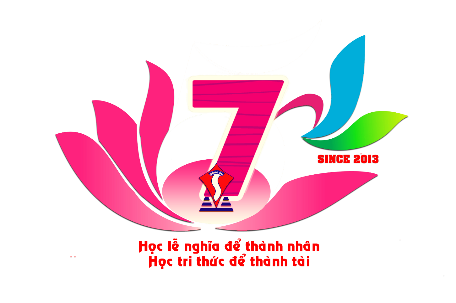 7
SINCE 2013
Học lễ nghĩa để thành nhân
Học tri thức để thành tài